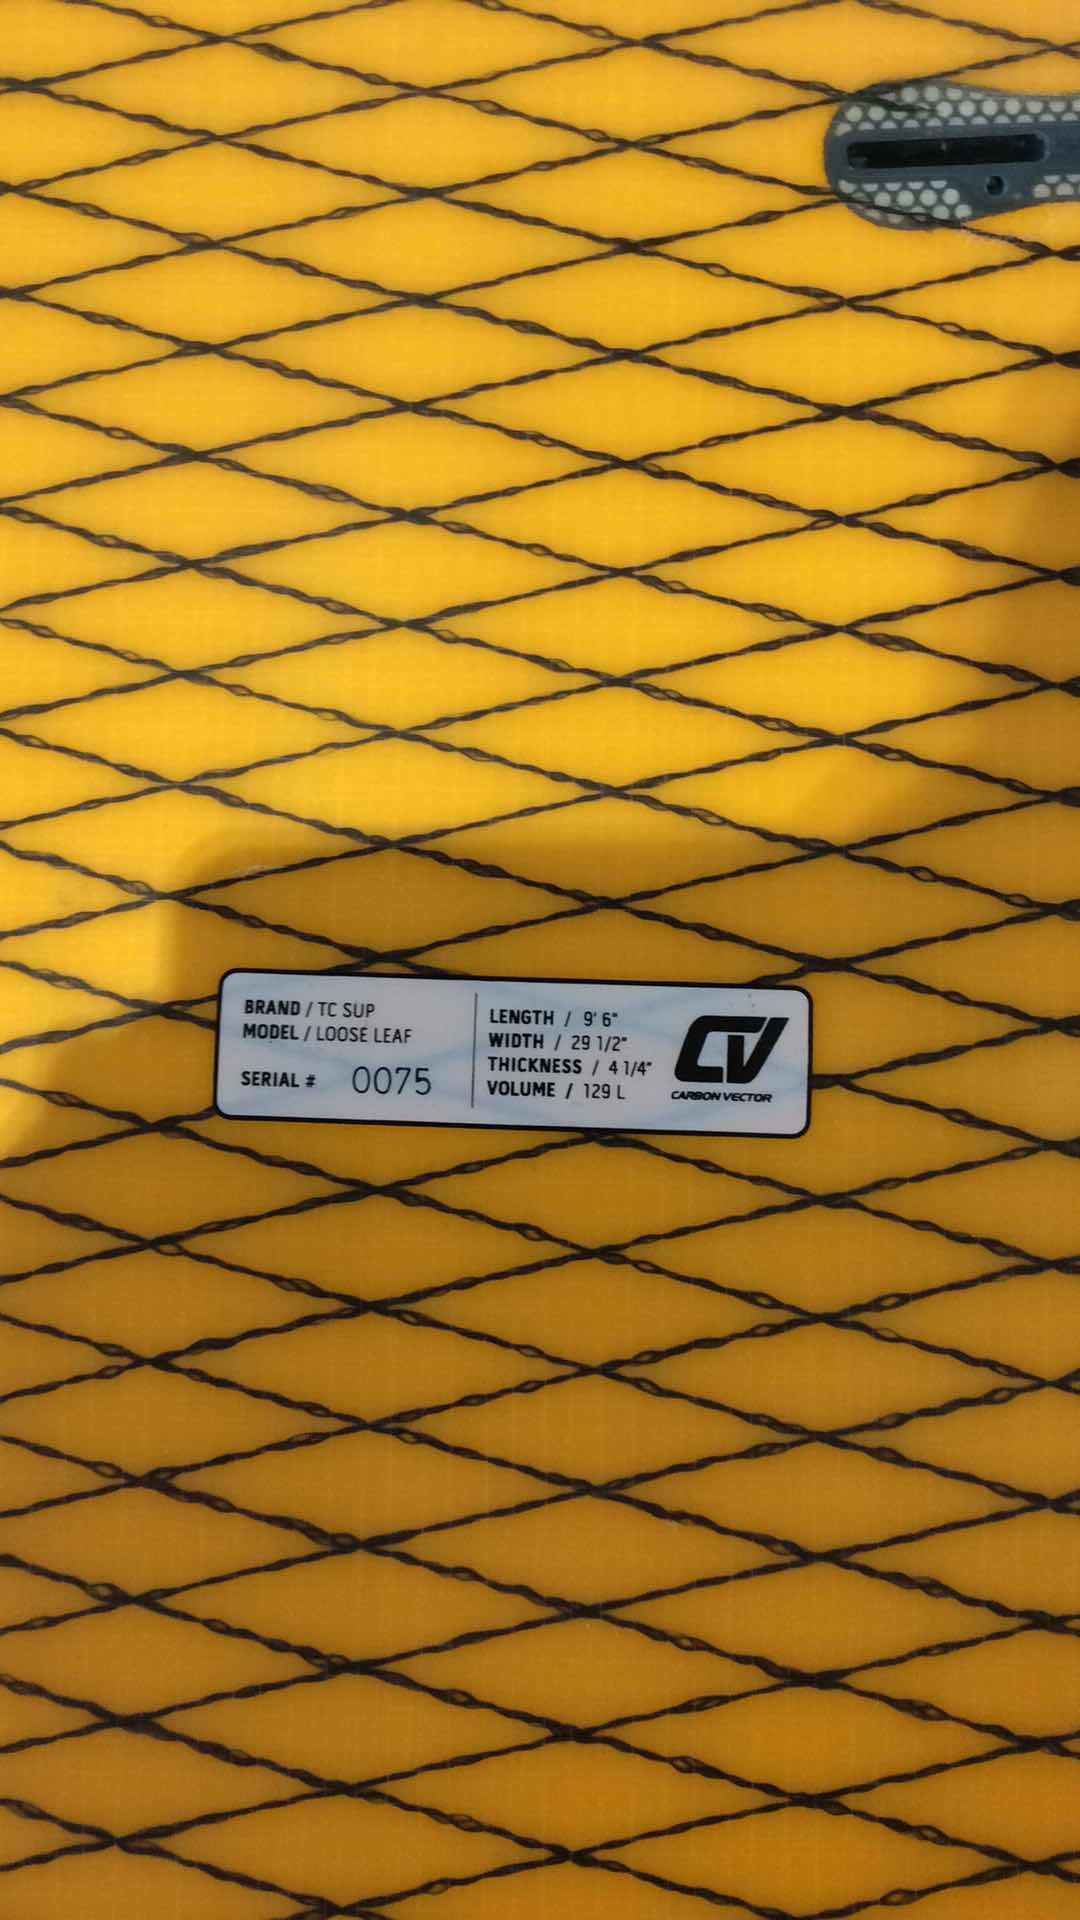 BRAND / TC SUP
MODEL / LOOSE LEAF
SERIAL # 0075
LENGTH / 9' 6"
WIDTH / 29 1/2"
THICKNESS / 4 1/4"
VOLUME / 129 L
CV
CARBON VECTOR